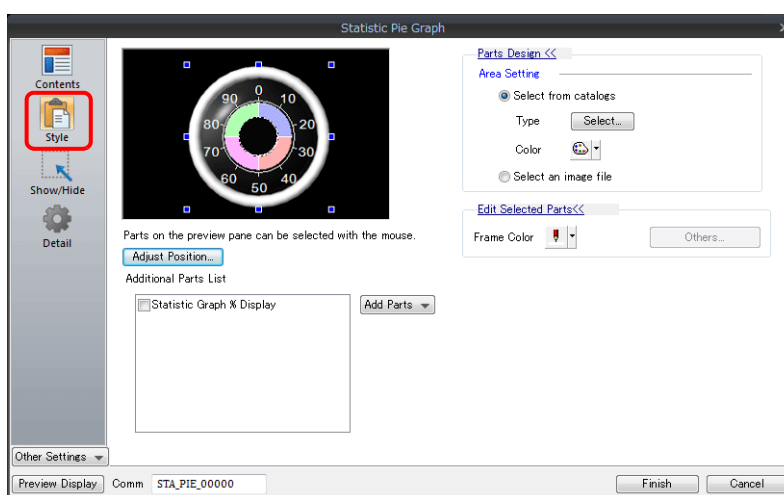 Statistic Pie Graph
Contents
Style
Show/Hide
Detail
Other Settings
90 0 10
80 20
70 30
60 50 40
Parts on the preview pane can be selected with the mouse.
Adjust Position...
Additional Parts List
Statistic Graph % Display
Add Parts
Parts Design <<
Area Setting
Select from catalogs
Type Select...
Color
Select an image file
Edit Selected Parts<<
Frame Color Others...
Preview Display Comm STA_PIE_00000 Finish Cancel